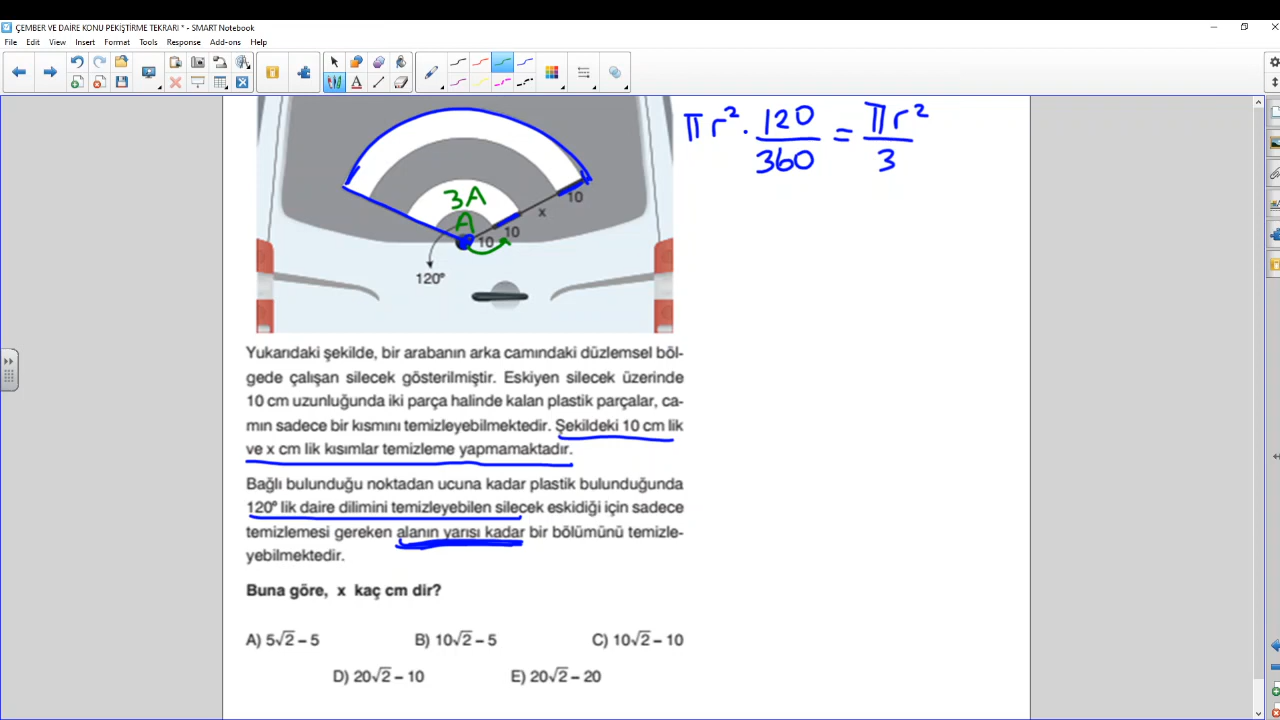 ÇEMBER VE DAİRE KONU PEKİŞTİRME TEKRARI * - SMART Notebook
File Edit View Insert Format Tools Response Add-ons Help
πr² · 120/360 = πr²/3
3A
A
10
x
10
10
120°
Yukarıdaki şekilde, bir arabanın arka camındaki düzlemsel böl-
gede çalışan silecek gösterilmiştir. Eskiyen silecek üzerinde
10 cm uzunluğunda iki parça halinde kalan plastik parçalar, ca-
mın sadece bir kısmını temizleyebilmektedir. Şekildeki 10 cm lik
ve x cm lik kısımlar temizleme yapmamaktadır.
Bağlı bulunduğu noktadan ucuna kadar plastik bulunduğunda
120° lik daire dilimini temizleyebilen silecek eskidiği için sadece
temizlemesi gereken alanın yarısı kadar bir bölümünü temizle-
yebilmektedir.
Buna göre, x kaç cm dir?
A) 5√2 – 5 B) 10√2 – 5 C) 10√2 – 10
D) 20√2 – 10 E) 20√2 – 20